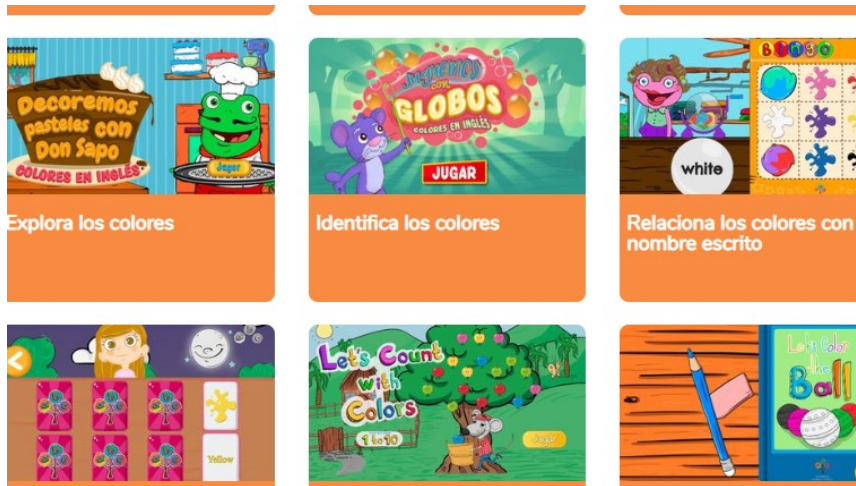 Decoremos
pasteles con
Don Sapo
COLORES EN INGLÉS
Jugar
Explora los colores
Juguemos
con
GLOBOS
COLORES EN INGLÉS
JUGAR
Identifica los colores
BINGO
white
Relaciona los colores con
nombre escrito
Yellow
Let's Count
with
Colors
1 to 10
Jugar
Let's Color
the
Ball